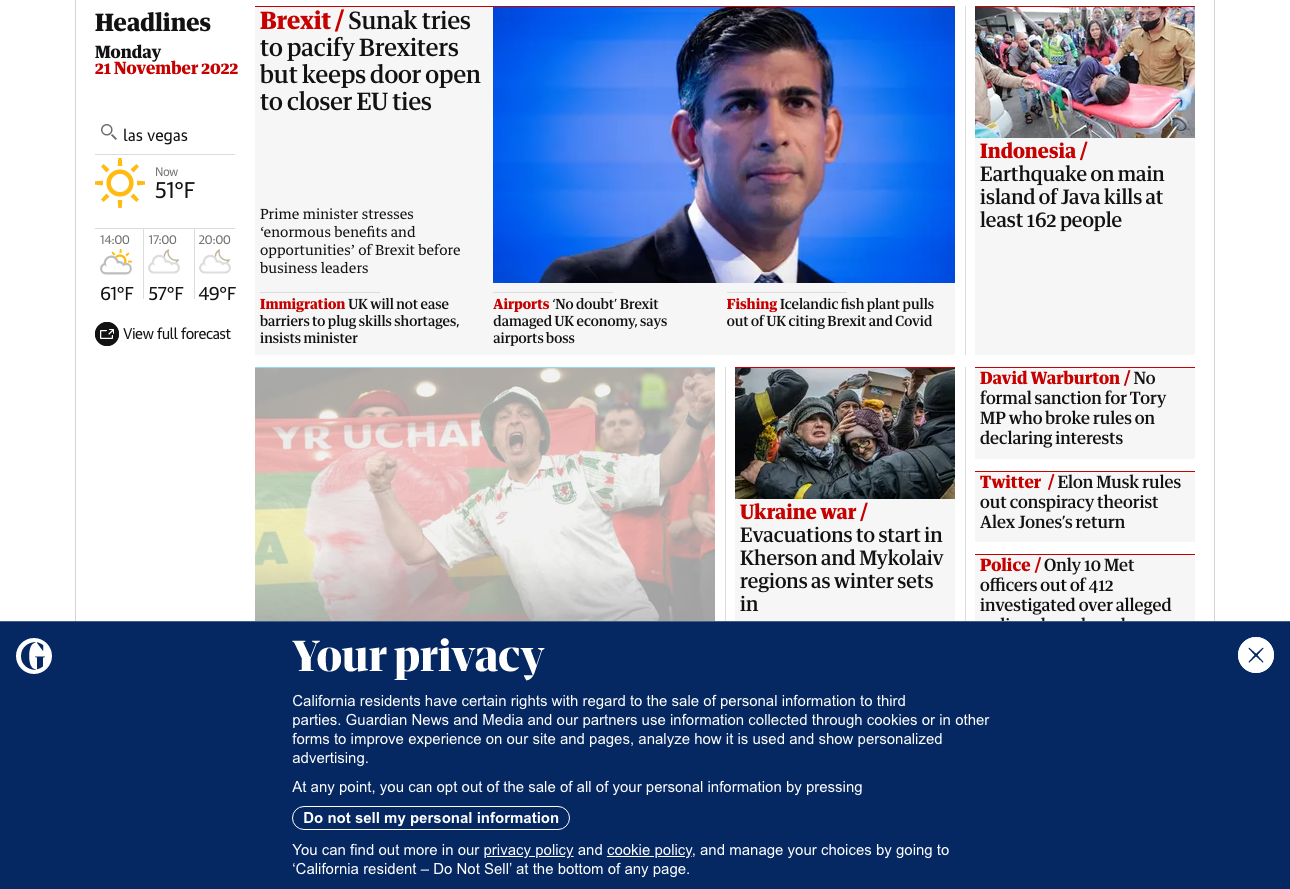 Headlines
Monday
21 November 2022
las vegas
Now
51°F
14:00
17:00
20:00
61°F
57°F
49°F
View full forecast
Brexit / Sunak tries
to pacify Brexiters
but keeps door open
to closer EU ties
Prime minister stresses
‘enormous benefits and
opportunities’ of Brexit before
business leaders
Immigration UK will not ease
barriers to plug skills shortages,
insists minister
Airports ‘No doubt’ Brexit
damaged UK economy, says
airports boss
Fishing Icelandic fish plant pulls
out of UK citing Brexit and Covid
Indonesia /
Earthquake on main
island of Java kills at
least 162 people
YR UCHAF
Ukraine war /
Evacuations to start in
Kherson and Mykolaiv
regions as winter sets
in
David Warburton / No
formal sanction for Tory
MP who broke rules on
declaring interests
Twitter / Elon Musk rules
out conspiracy theorist
Alex Jones’s return
Police / Only 10 Met
officers out of 412
investigated over alleged
Your privacy
California residents have certain rights with regard to the sale of personal information to third
parties. Guardian News and Media and our partners use information collected through cookies or in other
forms to improve experience on our site and pages, analyze how it is used and show personalized
advertising.
At any point, you can opt out of the sale of all of your personal information by pressing
Do not sell my personal information
You can find out more in our privacy policy and cookie policy, and manage your choices by going to
‘California resident – Do Not Sell’ at the bottom of any page.